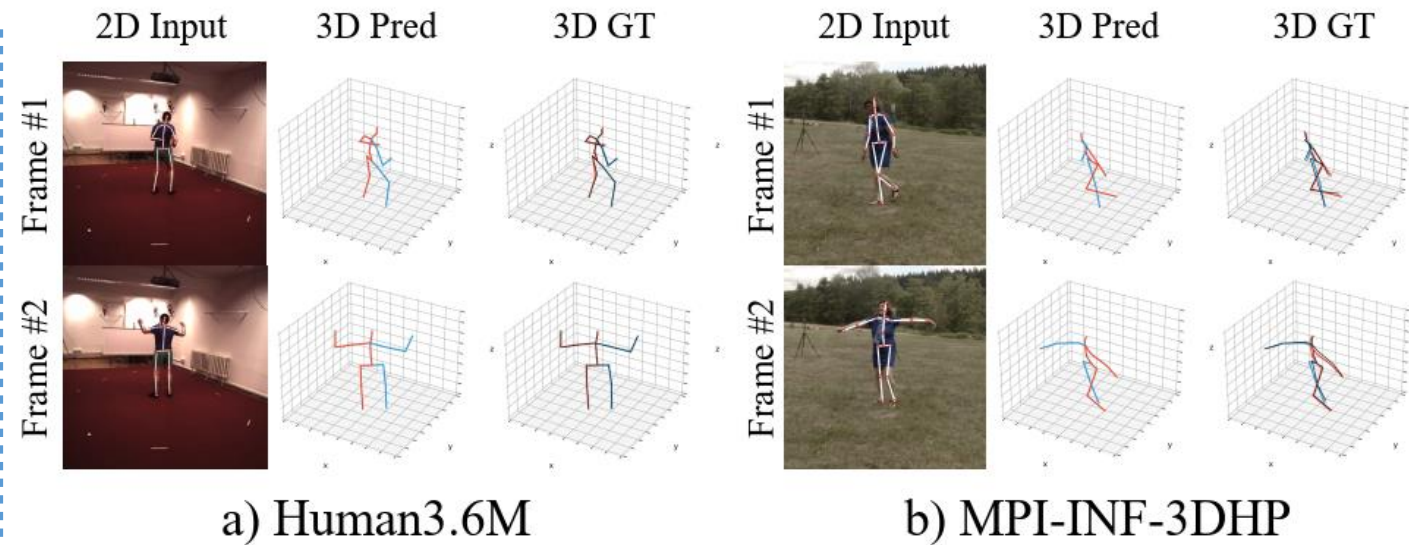 2D Input 3D Pred 3D GT 2D Input 3D Pred 3D GT
Frame #1 Frame #1
z z z
y y y y
x x x x
Frame #2 Frame #2
z z z
y y y y
x x x x
a) Human3.6M b) MPI-INF-3DHP